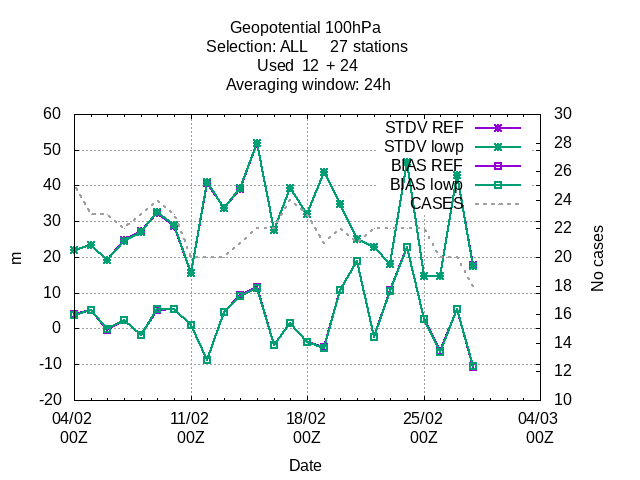 Geopotential 100hPa
Selection: ALL     27 stations
Used  12  + 24
Averaging window: 24h
60
50
40
30
20
10
0
-10
-20
m
30
28
26
24
22
20
18
16
14
12
10
No cases
STDV REF
STDV lowp
BIAS REF
BIAS lowp
CASES
04/02 11/02 18/02 25/02 04/03
00Z 00Z 00Z 00Z 00Z
Date